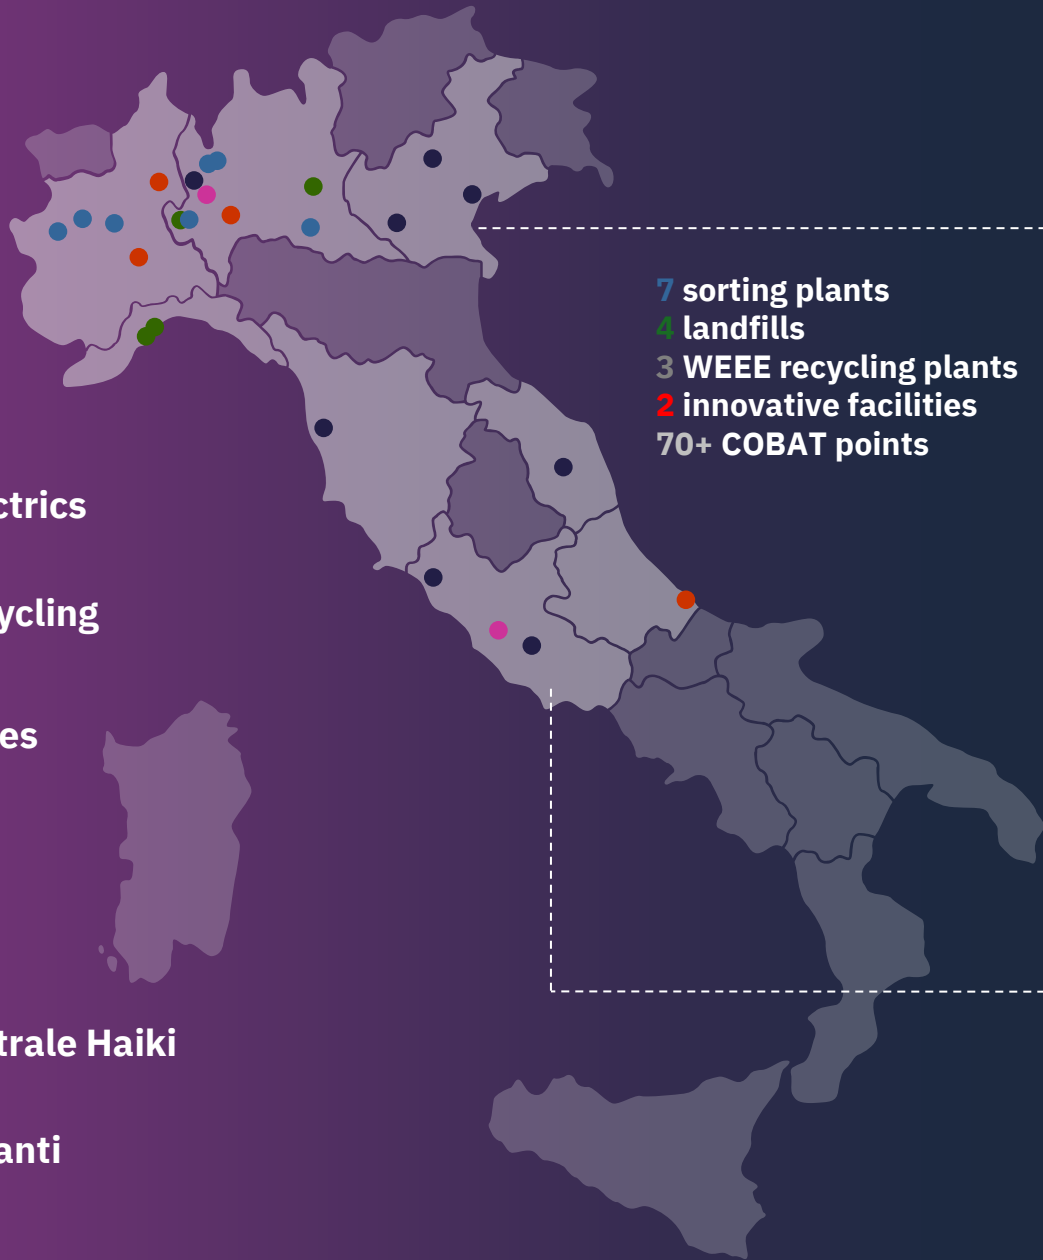 7 sorting plants
4 landfills
3 WEEE recycling plants
2 innovative facilities
70+ COBAT points
ctrics
ycling
es
trale Haiki
anti